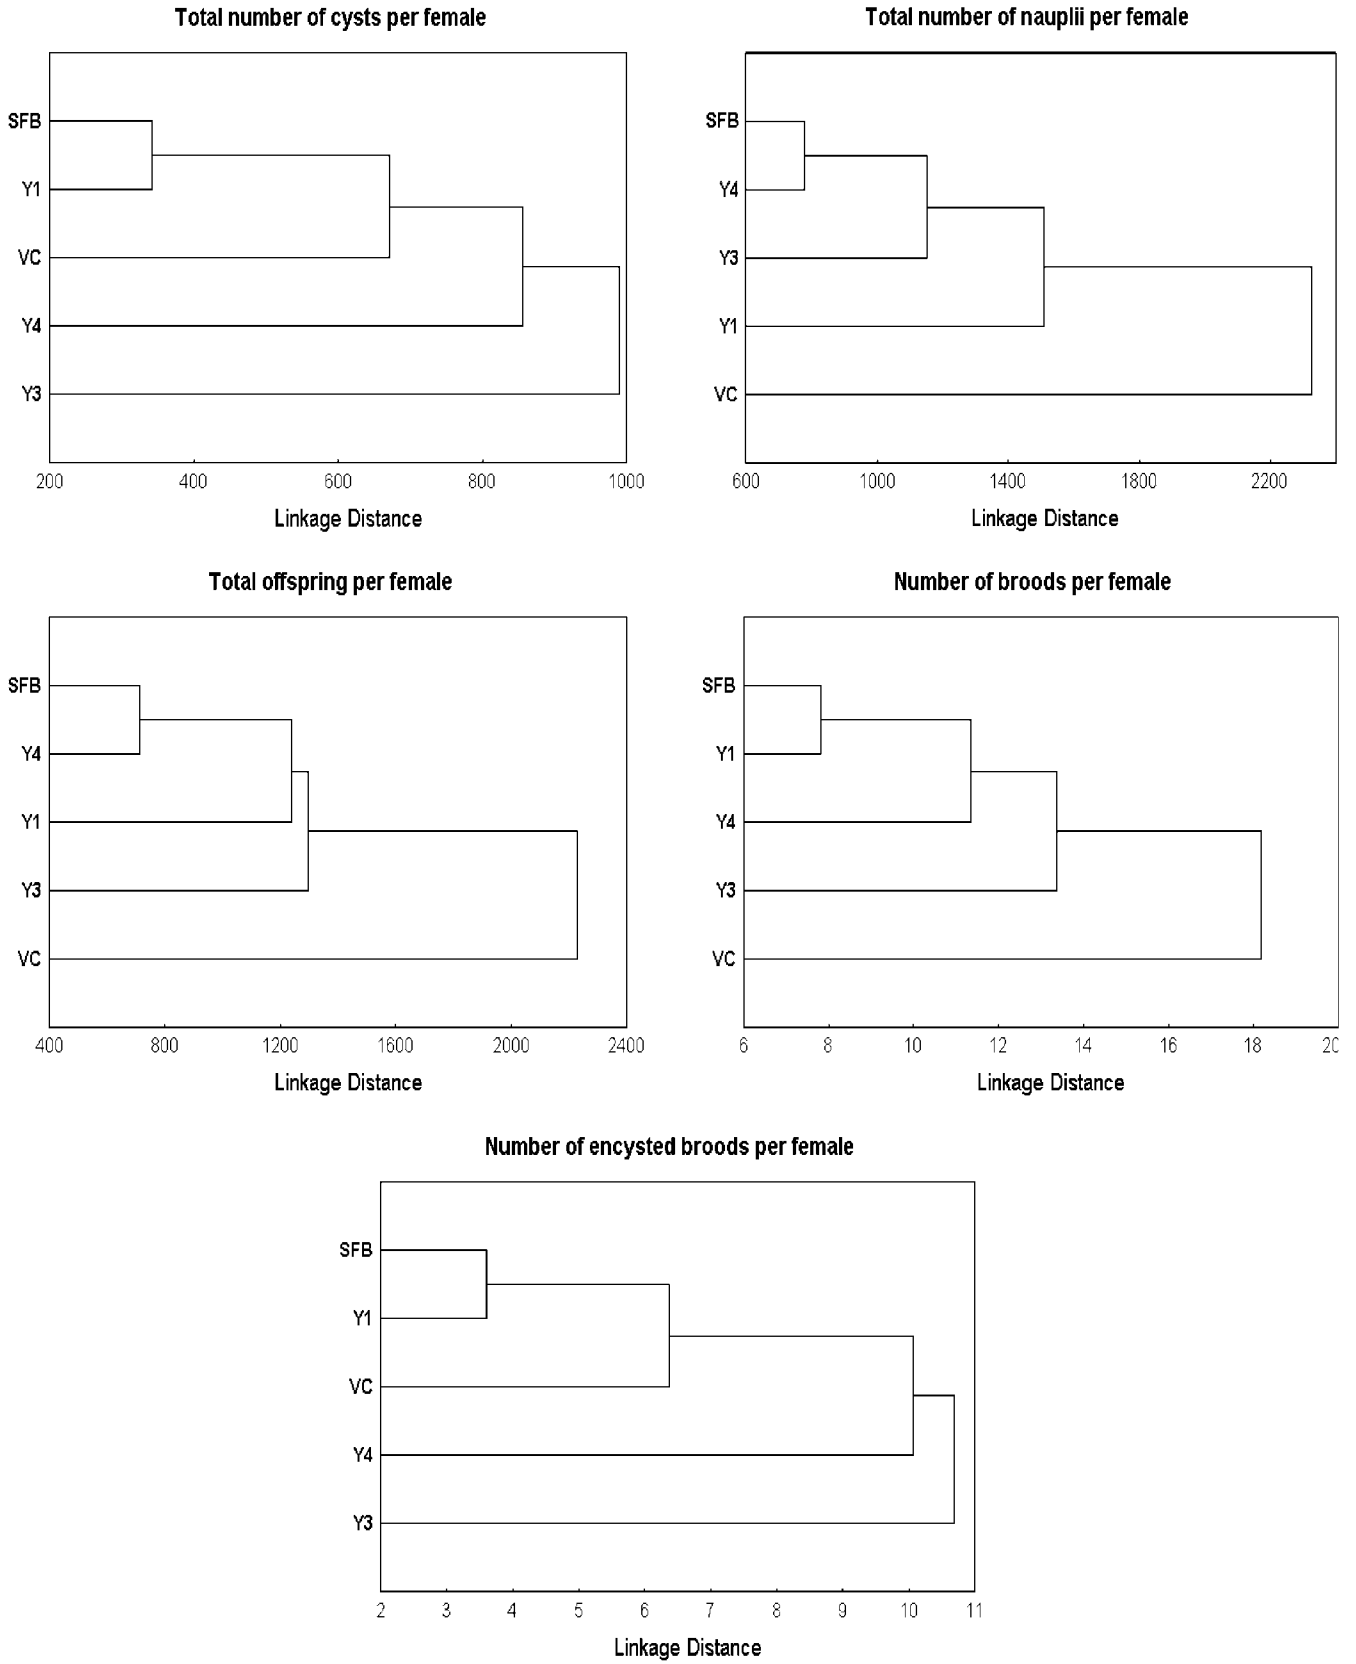 Total number of cysts per female
SFB
Y1
VC
Y4
Y3
200 400 600 800 1000
Linkage Distance
Total number of nauplii per female
SFB
Y4
Y3
Y1
VC
600 1000 1400 1800 2200
Linkage Distance
Total offspring per female
SFB
Y4
Y1
Y3
VC
400 800 1200 1600 2000 2400
Linkage Distance
Number of broods per female
SFB
Y1
Y4
Y3
VC
6 8 10 12 14 16 18 20
Linkage Distance
Number of encysted broods per female
SFB
Y1
VC
Y4
Y3
2 3 4 5 6 7 8 9 10 11
Linkage Distance